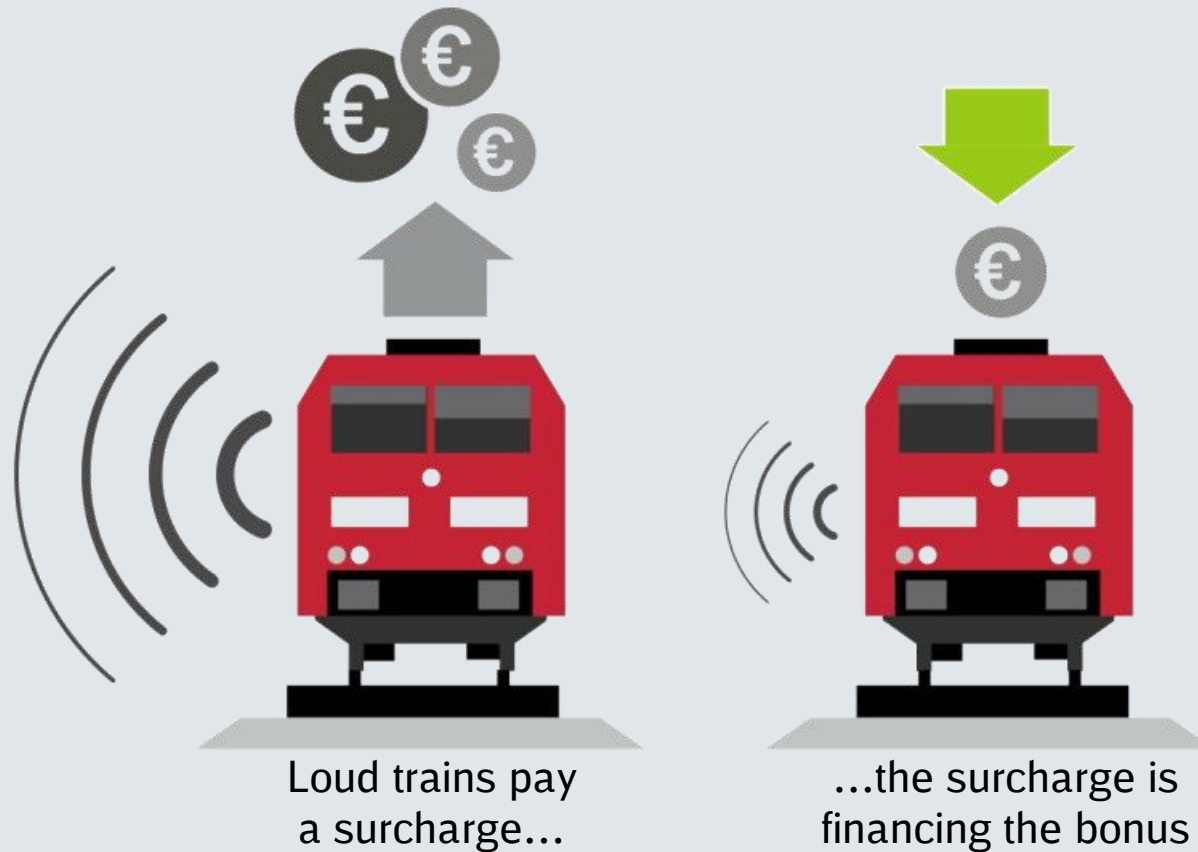 €
€
€
€
Loud trains pay
a surcharge...
...the surcharge is
financing the bonus